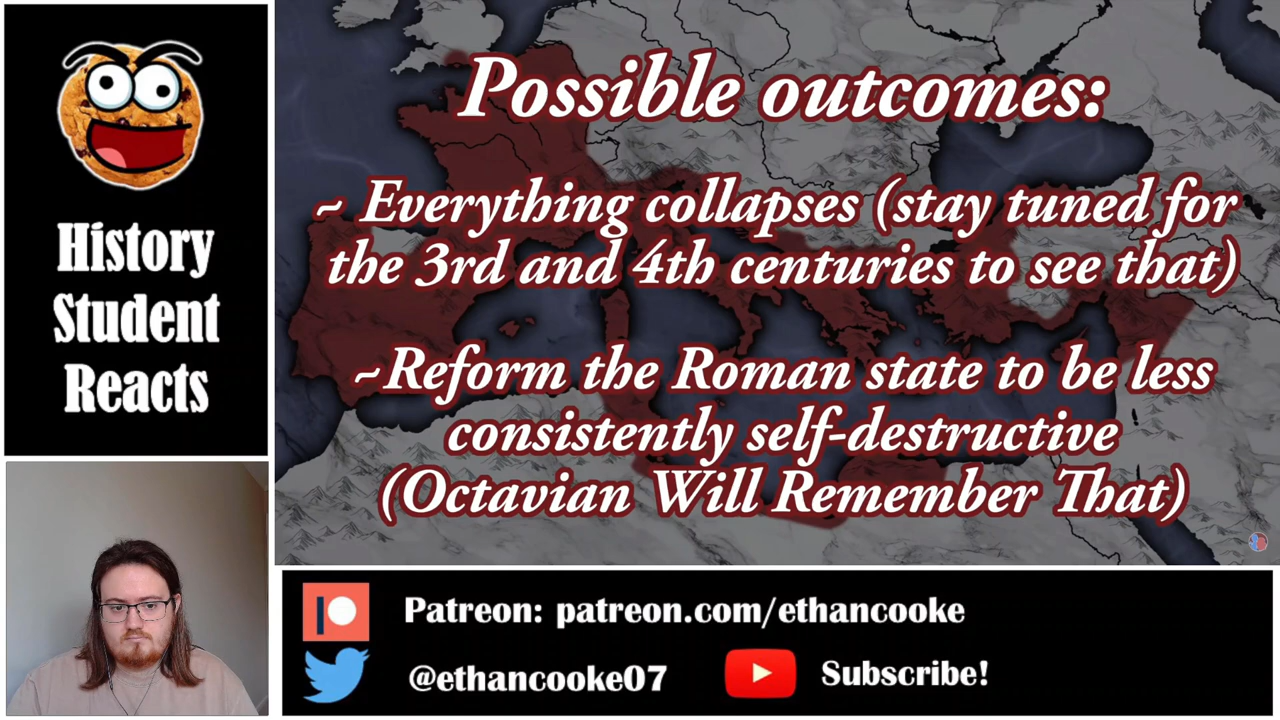 History
Student
Reacts
Possible outcomes:
~ Everything collapses (stay tuned for
the 3rd and 4th centuries to see that)
~Reform the Roman state to be less
consistently self-destructive
(Octavian Will Remember That)
Patreon: patreon.com/ethancooke
@ethancooke07
Subscribe!